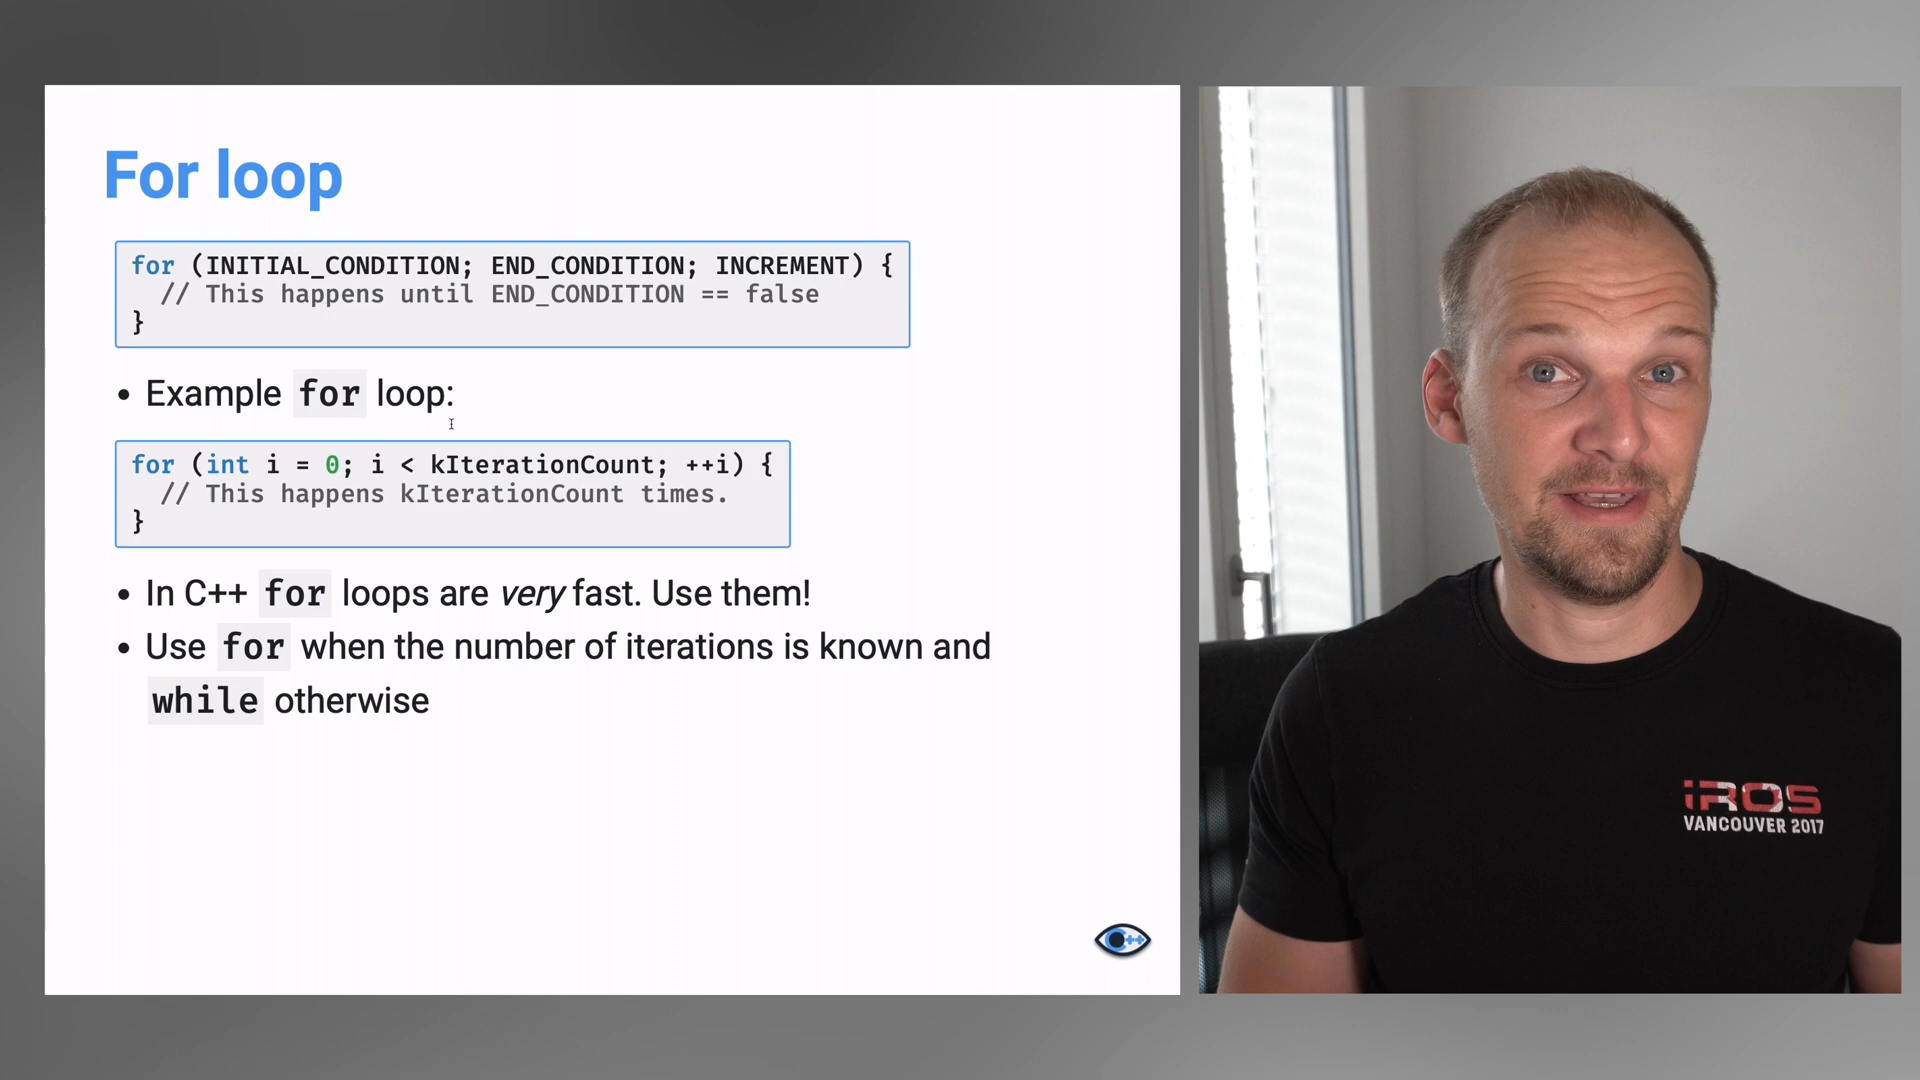 For loop
for (INITIAL_CONDITION; END_CONDITION; INCREMENT) {
// This happens until END_CONDITION == false
}
• Example for loop:
for (int i = 0; i < kIterationCount; ++i) {
// This happens kIterationCount times.
}
• In C++ for loops are very fast. Use them!
• Use for when the number of iterations is known and
while otherwise
C++
iROS
VANCOUVER 2017